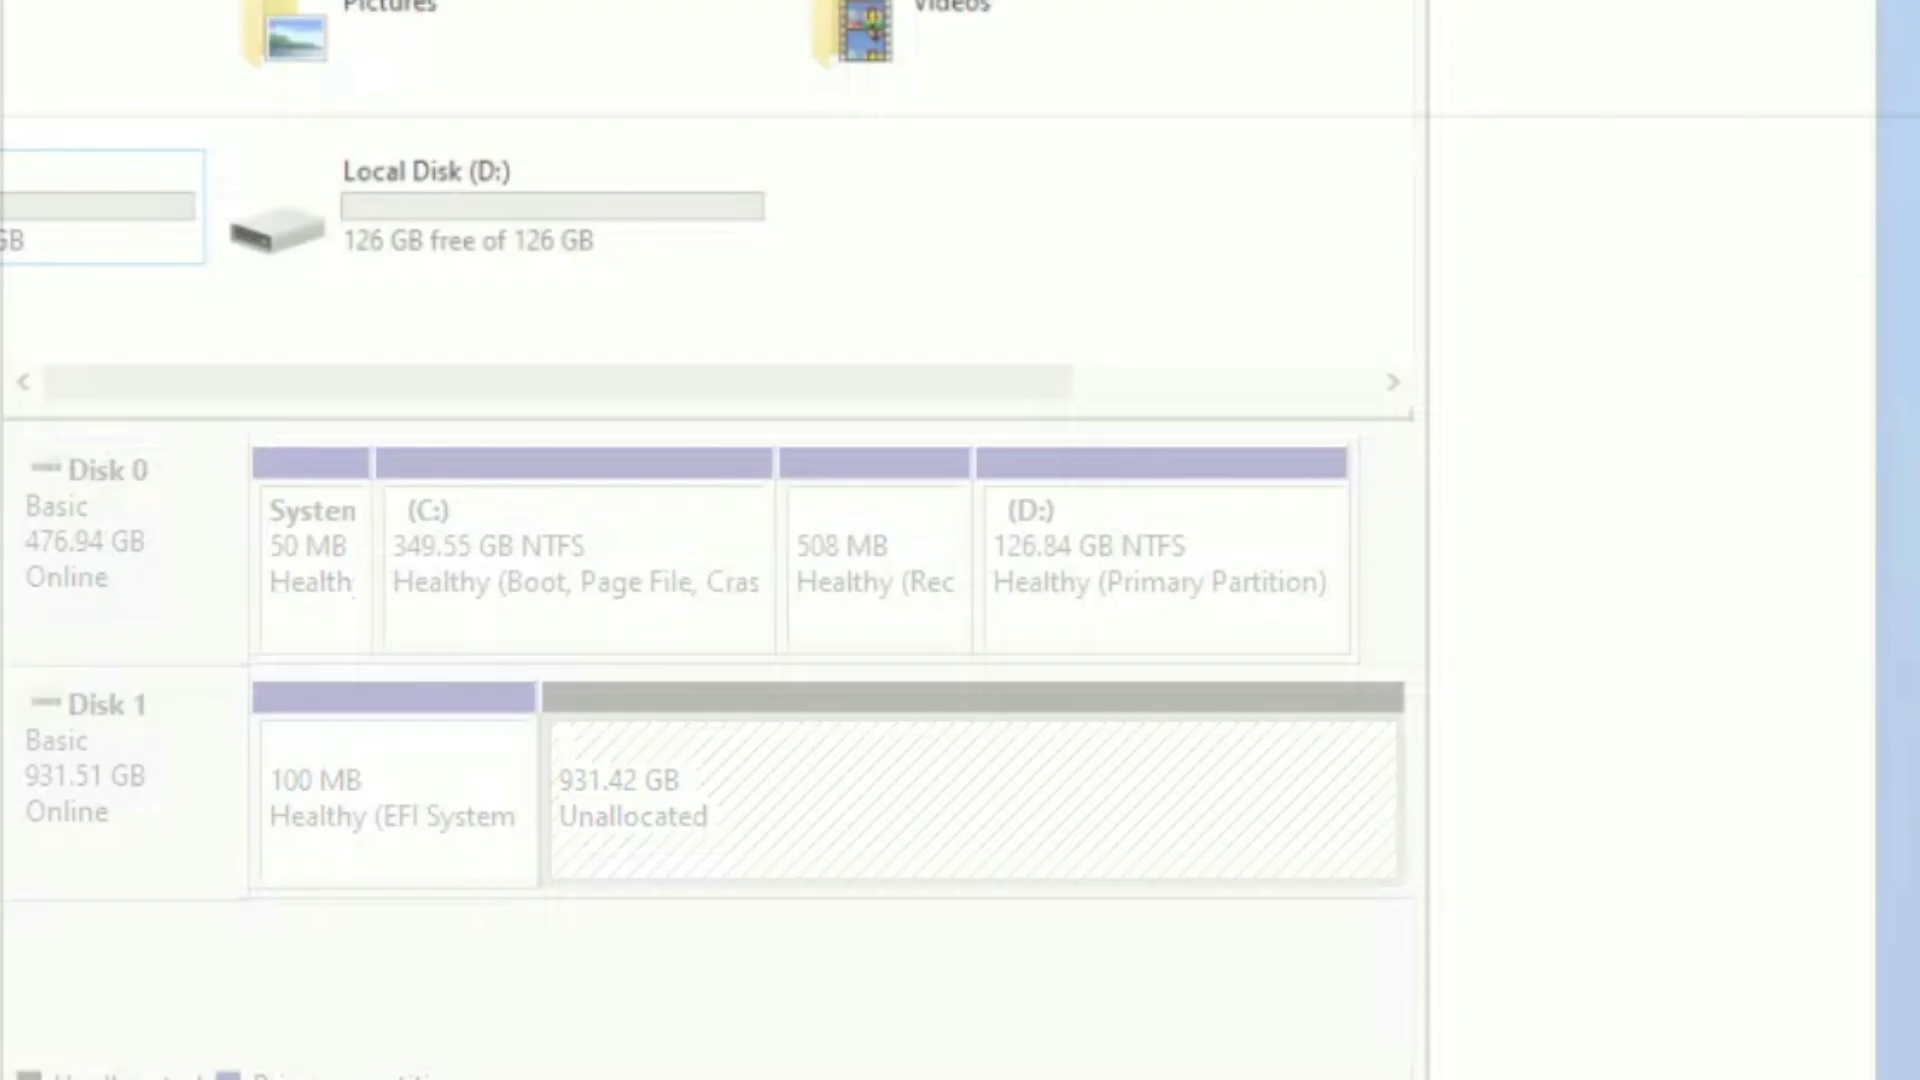 Pictures
Videos
Local Disk (D:)
GB
126 GB free of 126 GB
Disk 0
Basic
476.94 GB
Online
Systen
50 MB
Health
(C:)
349.55 GB NTFS
Healthy (Boot, Page File, Cras
508 MB
Healthy (Rec
(D:)
126.84 GB NTFS
Healthy (Primary Partition)
Disk 1
Basic
931.51 GB
Online
100 MB
Healthy (EFI System
931.42 GB
Unallocated